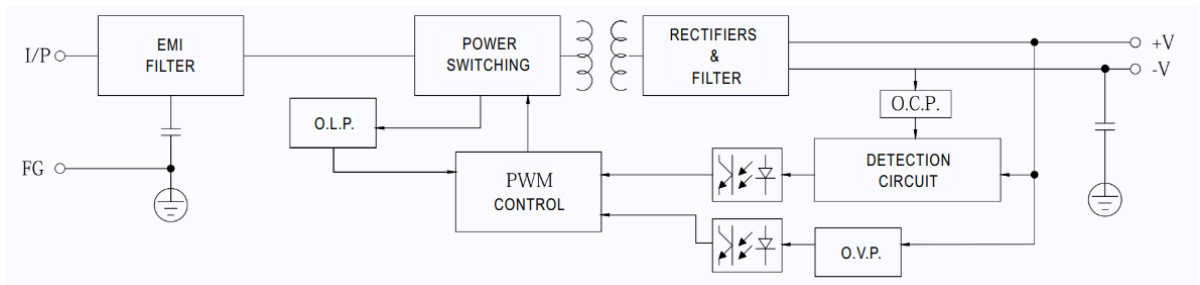 I/P
EMI
FILTER
POWER
SWITCHING
RECTIFIERS
&
FILTER
+V
-V
O.C.P.
O.L.P.
FG
PWM
CONTROL
DETECTION
CIRCUIT
O.V.P.